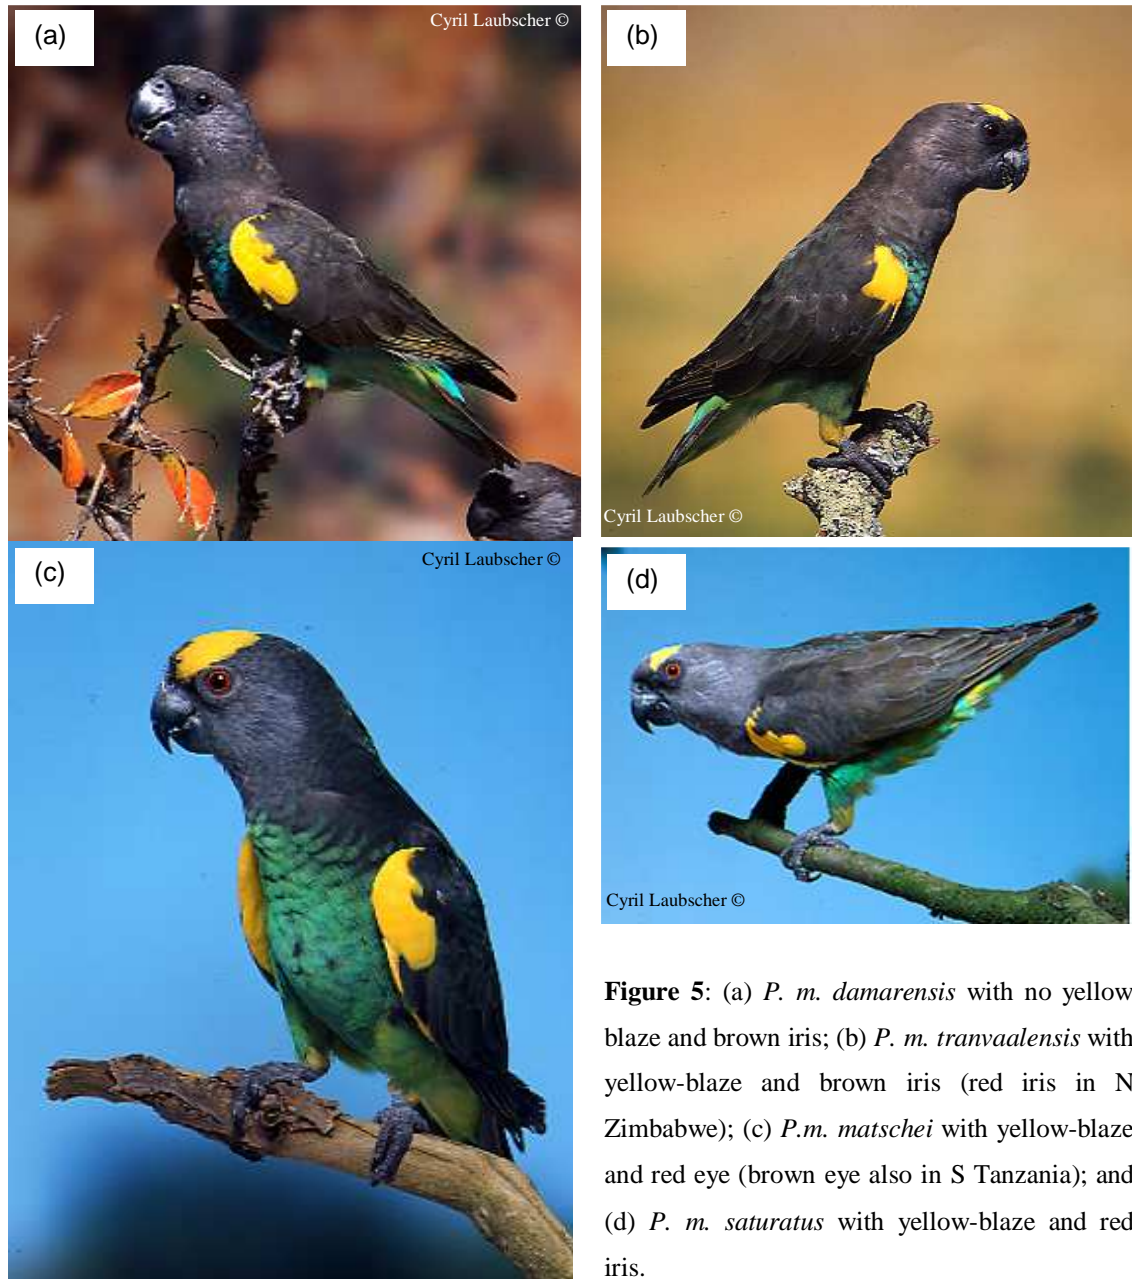 (a)
Cyril Laubscher ©
(b)
Cyril Laubscher ©
(c)
Cyril Laubscher ©
(d)
Cyril Laubscher ©
Figure 5: (a) P. m. damarensis with no yellow
blaze and brown iris; (b) P. m. tranvaalensis with
yellow-blaze and brown iris (red iris in N
Zimbabwe); (c) P.m. matschei with yellow-blaze
and red eye (brown eye also in S Tanzania); and
(d) P. m. saturatus with yellow-blaze and red
iris.